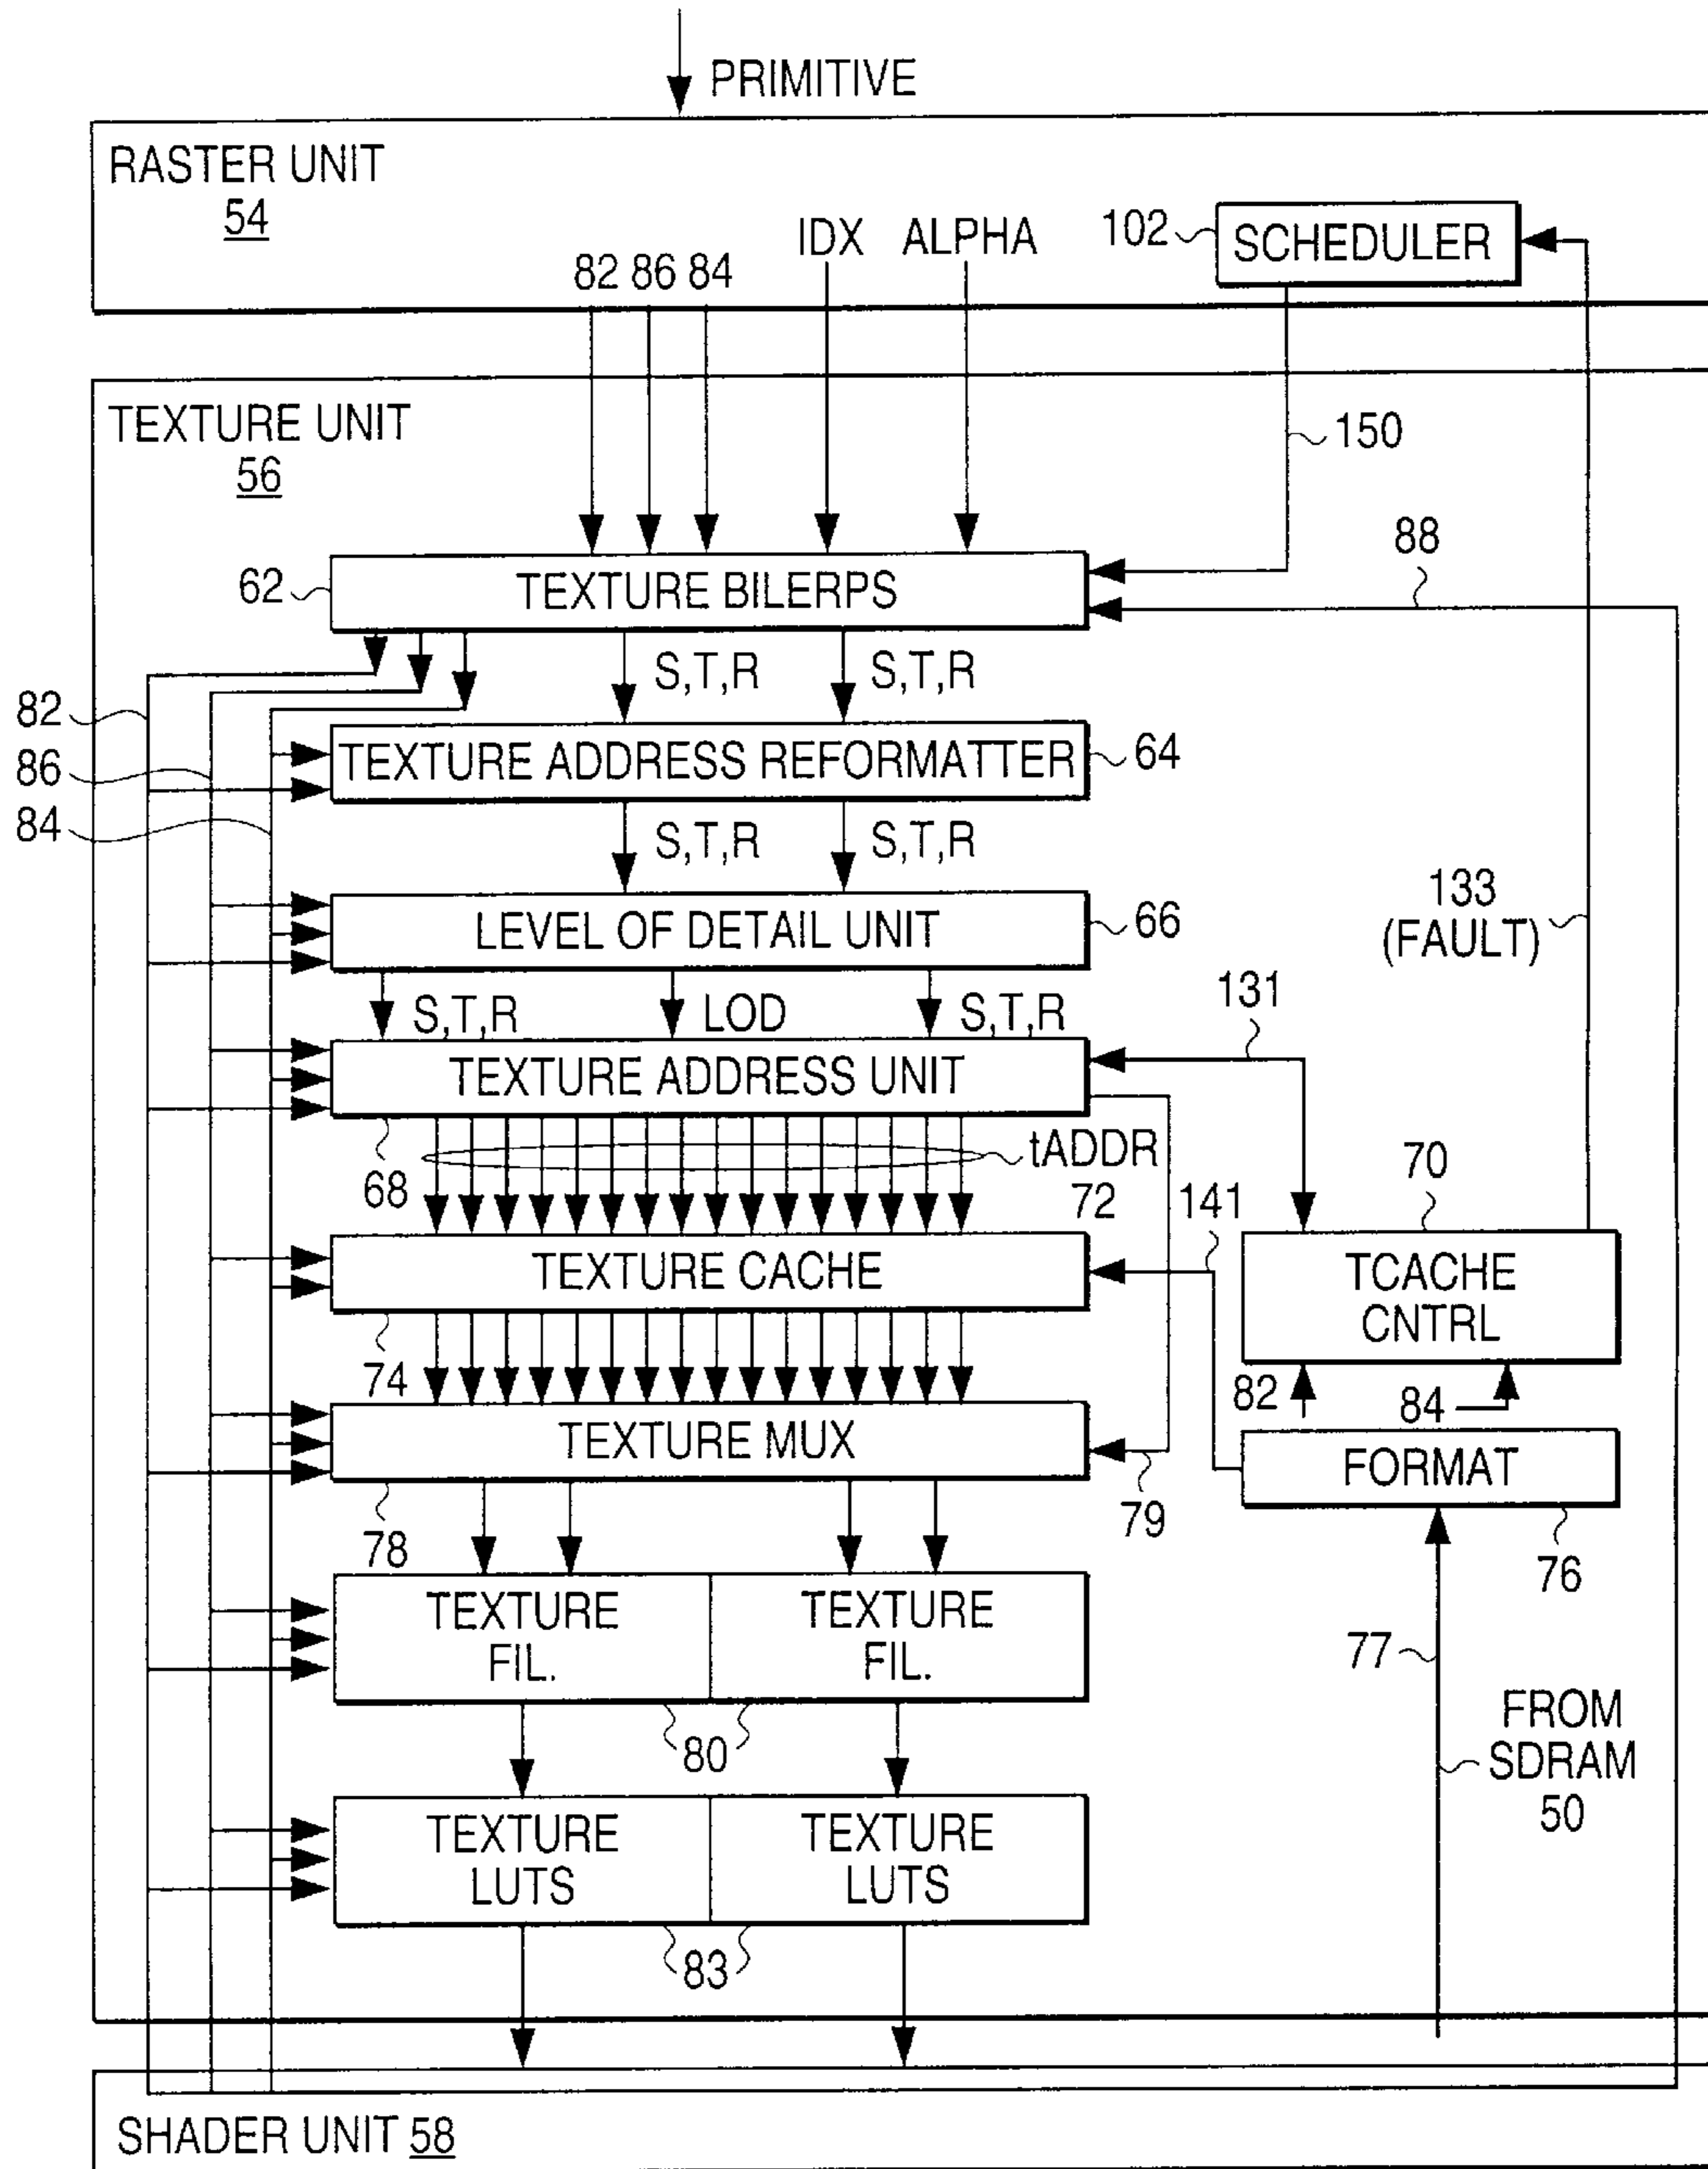 PRIMITIVE
RASTER UNIT
54
82 86 84
IDX ALPHA
102
SCHEDULER
TEXTURE UNIT
56
150
88
62
TEXTURE BILERPS
S,T,R
S,T,R
82
86
84
TEXTURE ADDRESS REFORMATTER
64
S,T,R
S,T,R
LEVEL OF DETAIL UNIT
66
133
(FAULT)
S,T,R
LOD
S,T,R
131
TEXTURE ADDRESS UNIT
68
tADDR
72
141
70
TEXTURE CACHE
TCACHE
CNTRL
74
82
84
TEXTURE MUX
FORMAT
78
79
76
TEXTURE
FIL.
TEXTURE
FIL.
77
80
FROM
SDRAM
50
TEXTURE
LUTS
TEXTURE
LUTS
83
SHADER UNIT 58